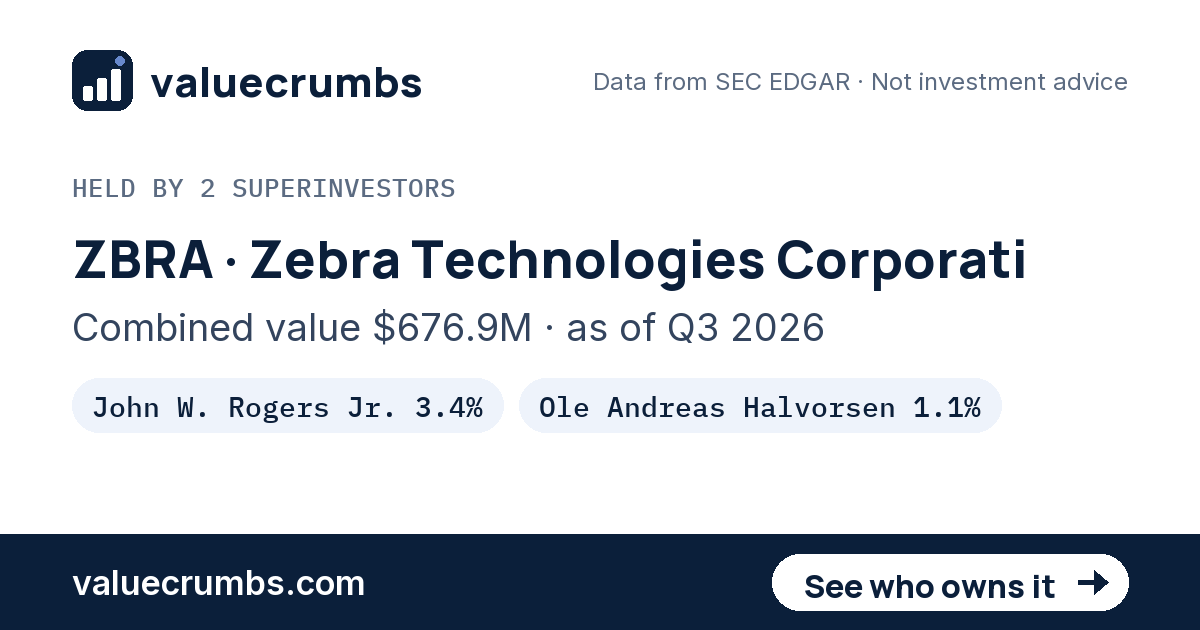 valuecrumbs
Data from SEC EDGAR · Not investment advice
HELD BY 2 SUPERINVESTORS
ZBRA · Zebra Technologies Corporati
Combined value $676.9M · as of Q3 2026
John W. Rogers Jr. 3.4%
Ole Andreas Halvorsen 1.1%
valuecrumbs.com
See who owns it →